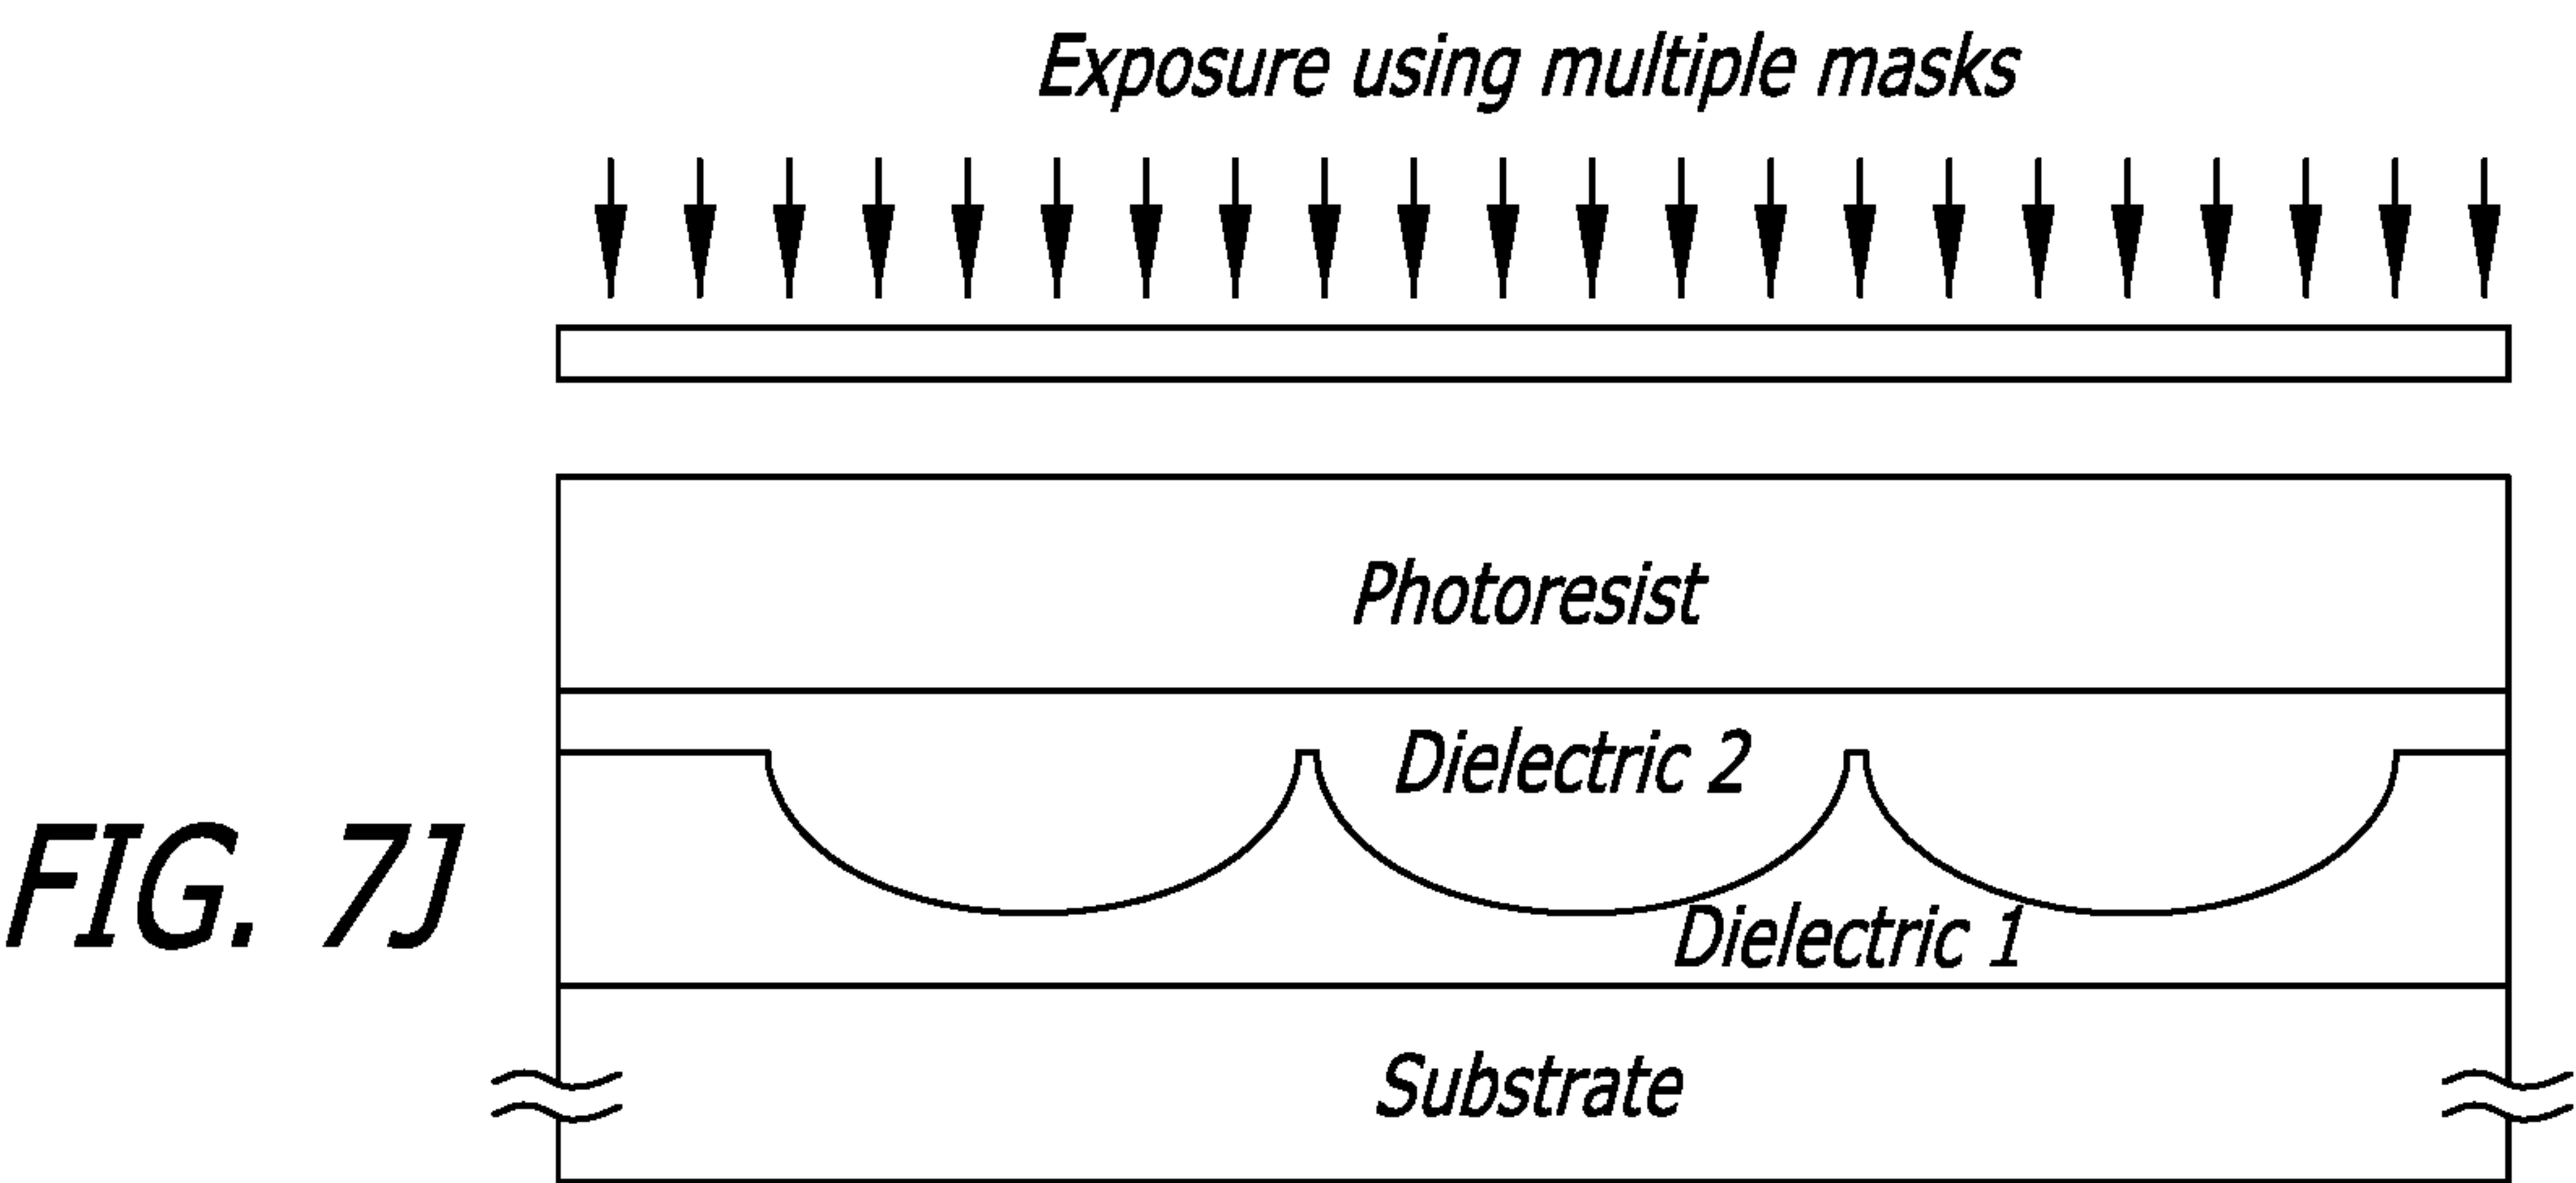 Exposure using multiple masks
Photoresist
Dielectric 2
FIG. 7J
Dielectric 1
Substrate